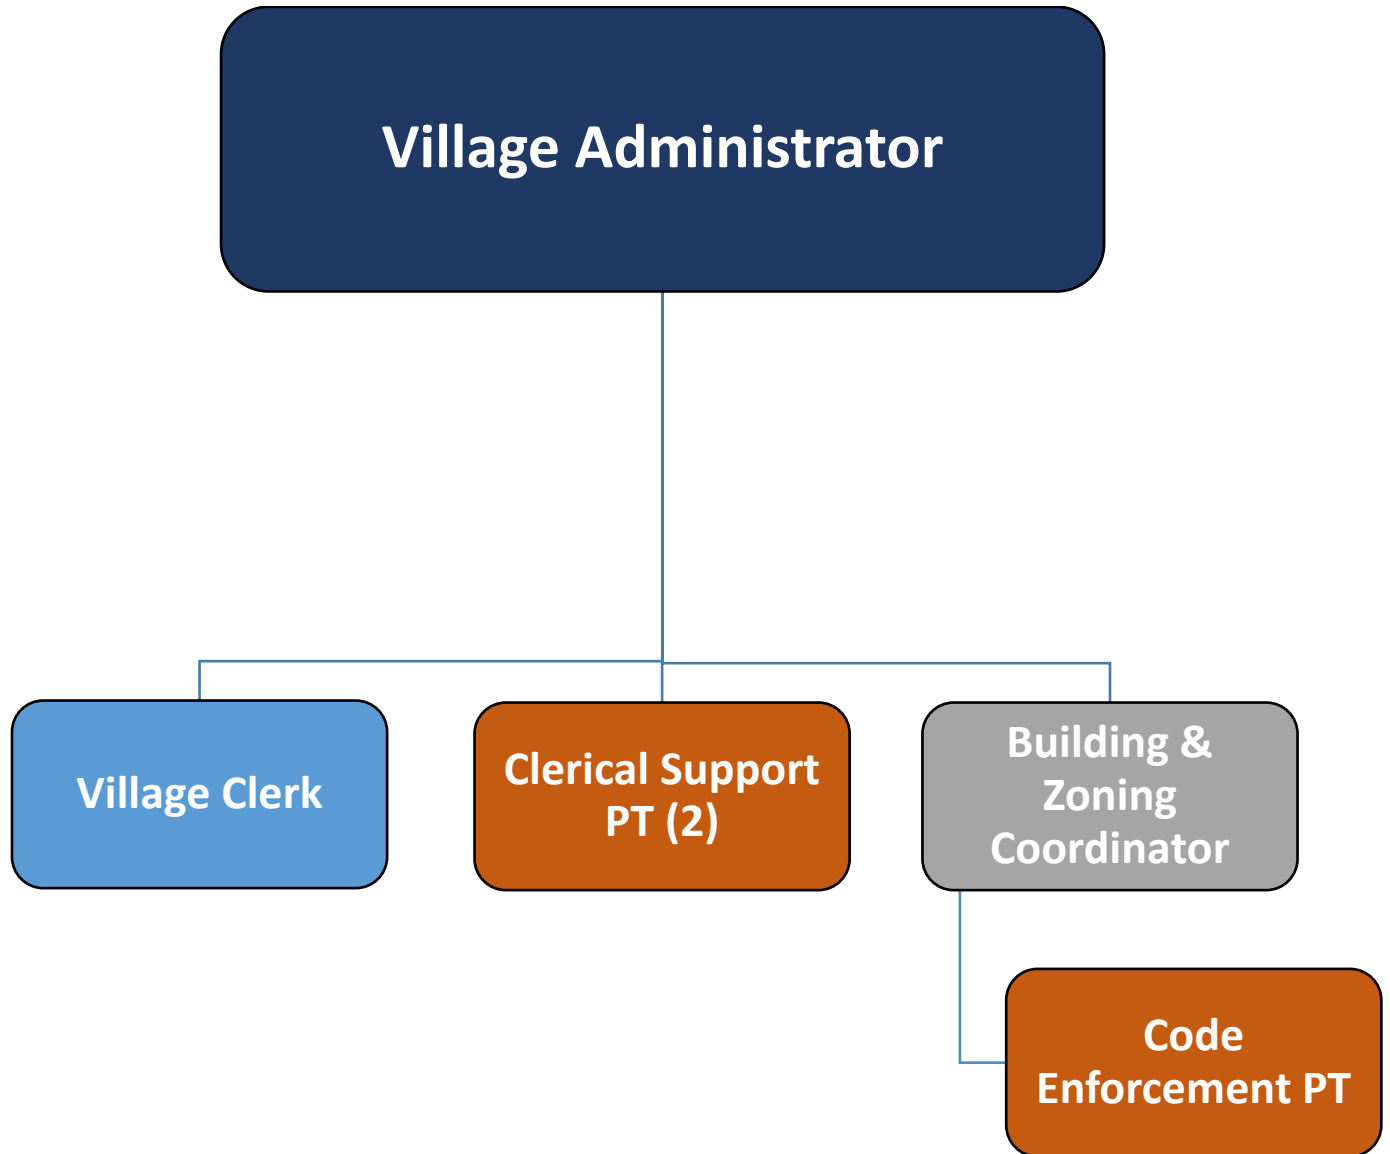 Village Administrator
Village Clerk
Clerical Support
PT (2)
Building &
Zoning
Coordinator
Code
Enforcement PT